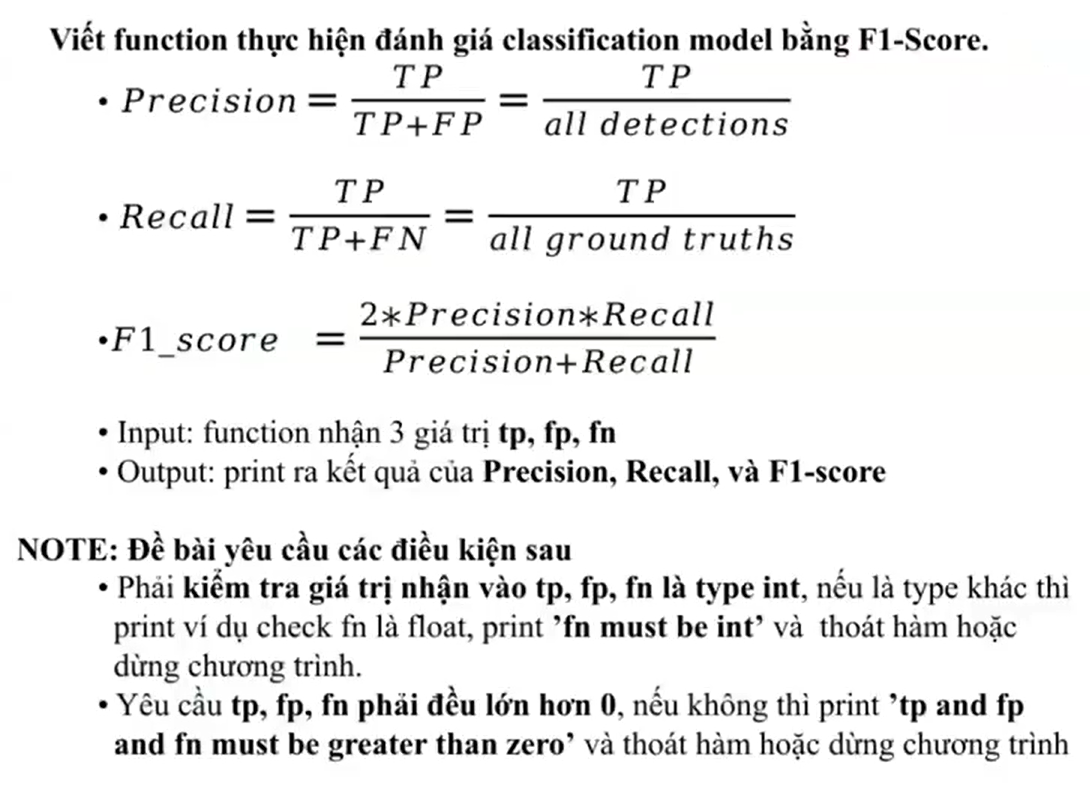 Viết function thực hiện đánh giá classification model bằng F1-Score.
• Precision = TP / TP+FP = TP / all detections
• Recall = TP / TP+FN = TP / all ground truths
•F1_score = 2*Precision*Recall / Precision+Recall
• Input: function nhận 3 giá trị tp, fp, fn
• Output: print ra kết quả của Precision, Recall, và F1-score
NOTE: Đề bài yêu cầu các điều kiện sau
• Phải kiểm tra giá trị nhận vào tp, fp, fn là type int, nếu là type khác thì
print ví dụ check fn là float, print ’fn must be int’ và thoát hàm hoặc
dừng chương trình.
• Yêu cầu tp, fp, fn phải đều lớn hơn 0, nếu không thì print ’tp and fp
and fn must be greater than zero’ và thoát hàm hoặc dừng chương trình